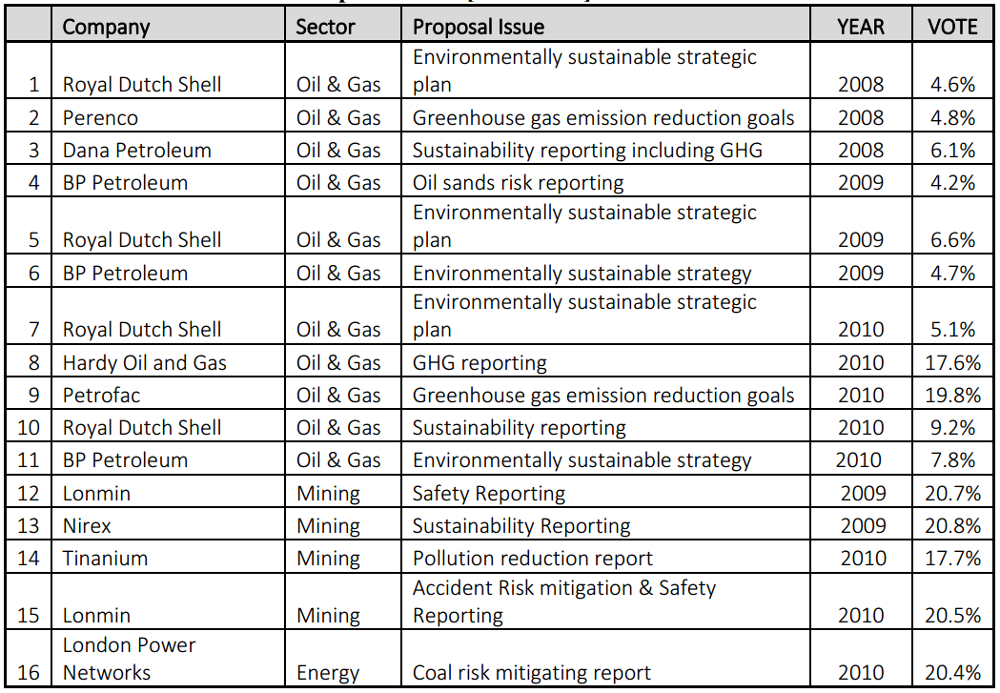 Company Sector Proposal Issue YEAR VOTE
Environmentally sustainable strategic
1 Royal Dutch Shell Oil & Gas plan 2008 4.6%
2 Perenco Oil & Gas Greenhouse gas emission reduction goals 2008 4.8%
3 Dana Petroleum Oil & Gas Sustainability reporting including GHG 2008 6.1%
4 BP Petroleum Oil & Gas Oil sands risk reporting 2009 4.2%
Environmentally sustainable strategic
5 Royal Dutch Shell Oil & Gas plan 2009 6.6%
6 BP Petroleum Oil & Gas Environmentally sustainable strategy 2009 4.7%
Environmentally sustainable strategic
7 Royal Dutch Shell Oil & Gas plan 2010 5.1%
8 Hardy Oil and Gas Oil & Gas GHG reporting 2010 17.6%
9 Petrofac Oil & Gas Greenhouse gas emission reduction goals 2010 19.8%
10 Royal Dutch Shell Oil & Gas Sustainability reporting 2010 9.2%
11 BP Petroleum Oil & Gas Environmentally sustainable strategy 2010 7.8%
12 Lonmin Mining Safety Reporting 2009 20.7%
13 Nirex Mining Sustainability Reporting 2009 20.8%
14 Tinanium Mining Pollution reduction report 2010 17.7%
Accident Risk mitigation & Safety
15 Lonmin Mining Reporting 2010 20.5%
London Power
16 Networks Energy Coal risk mitigating report 2010 20.4%